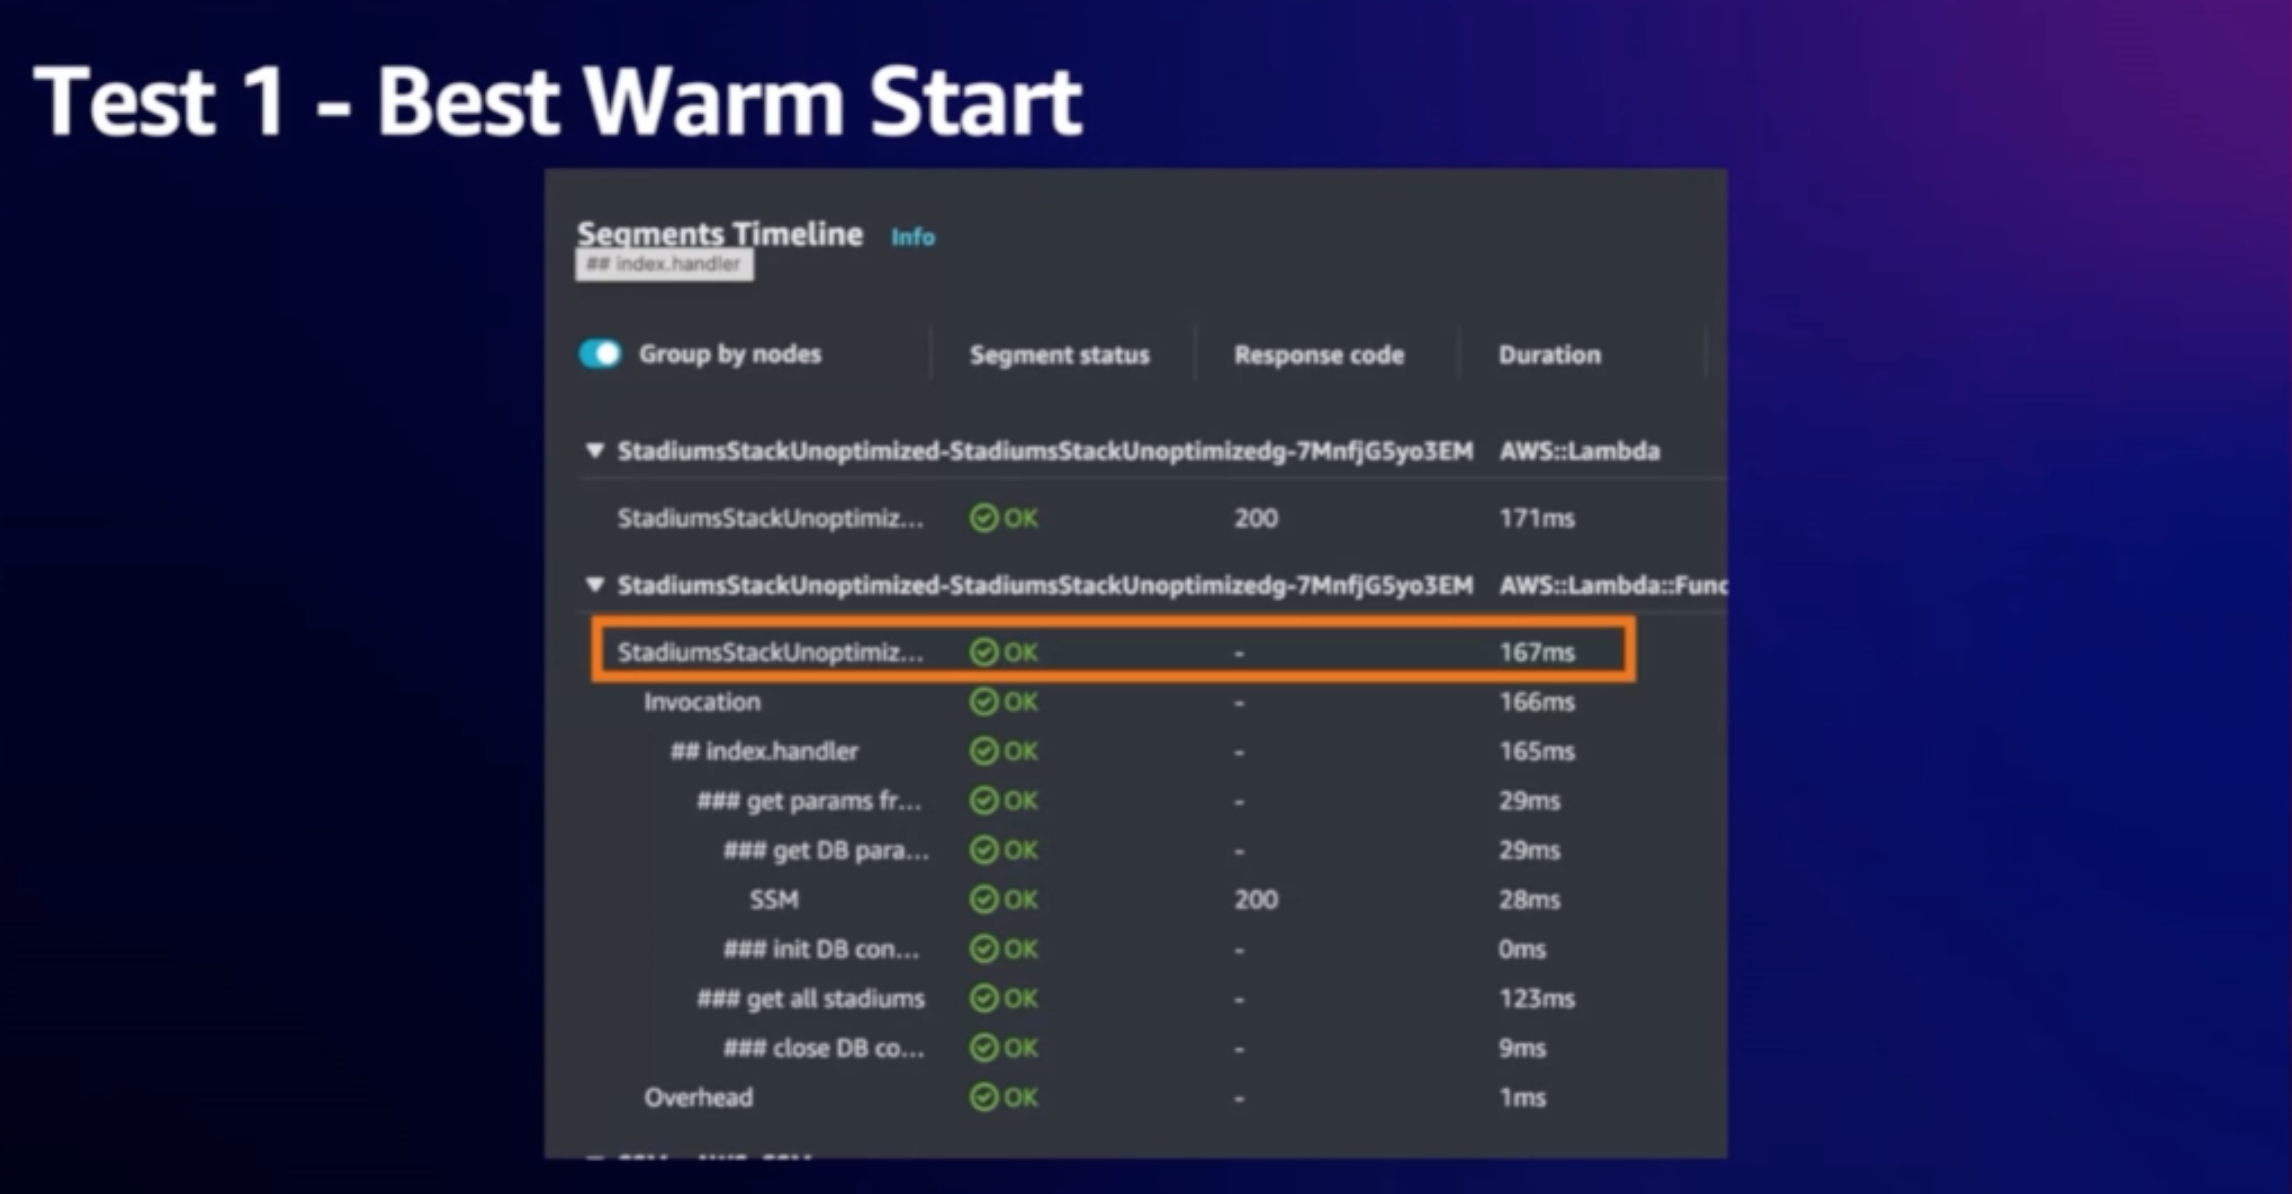 Test 1 - Best Warm Start
Segments Timeline Info
## index.handler
Group by nodes Segment status Response code Duration
StadiumsStackUnoptimized-StadiumsStackUnoptimizedg-7MnfjG5yo3EM AWS::Lambda
StadiumsStackUnoptimiz... OK 200 171ms
StadiumsStackUnoptimized-StadiumsStackUnoptimizedg-7MnfjG5yo3EM AWS::Lambda::Func
StadiumsStackUnoptimiz... OK - 167ms
Invocation OK - 166ms
## index.handler OK - 165ms
### get params fr... OK - 29ms
### get DB para... OK - 29ms
SSM OK 200 28ms
### init DB con... OK - 0ms
### get all stadiums OK - 123ms
### close DB co... OK - 9ms
Overhead OK - 1ms